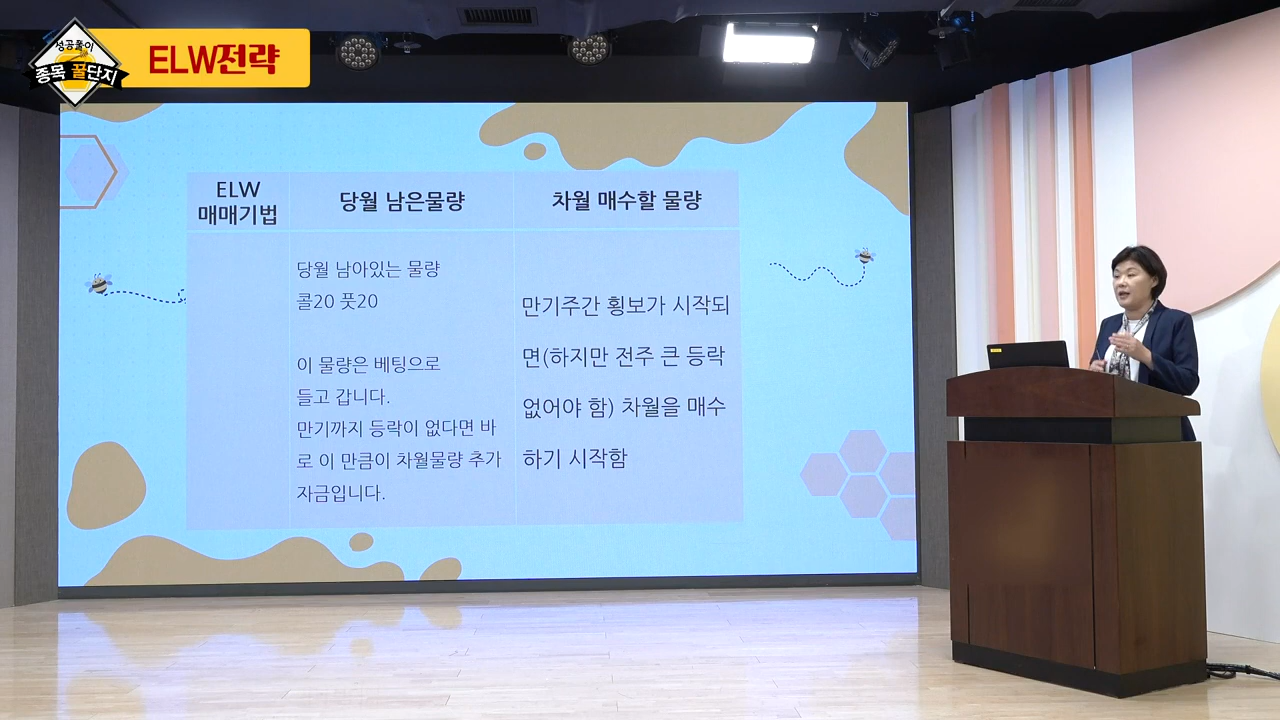 성공풀이
종목 꿀단지
ELW전략
ELW
매매기법
당월 남은물량
차월 매수할 물량
당월 남아있는 물량
콜20 풋20
이 물량은 베팅으로
들고 갑니다.
만기까지 등락이 없다면 바
로 이 만큼이 차월물량 추가
자금입니다.
만기주간 횡보가 시작되
면(하지만 전주 큰 등락
없어야 함) 차월을 매수
하기 시작함